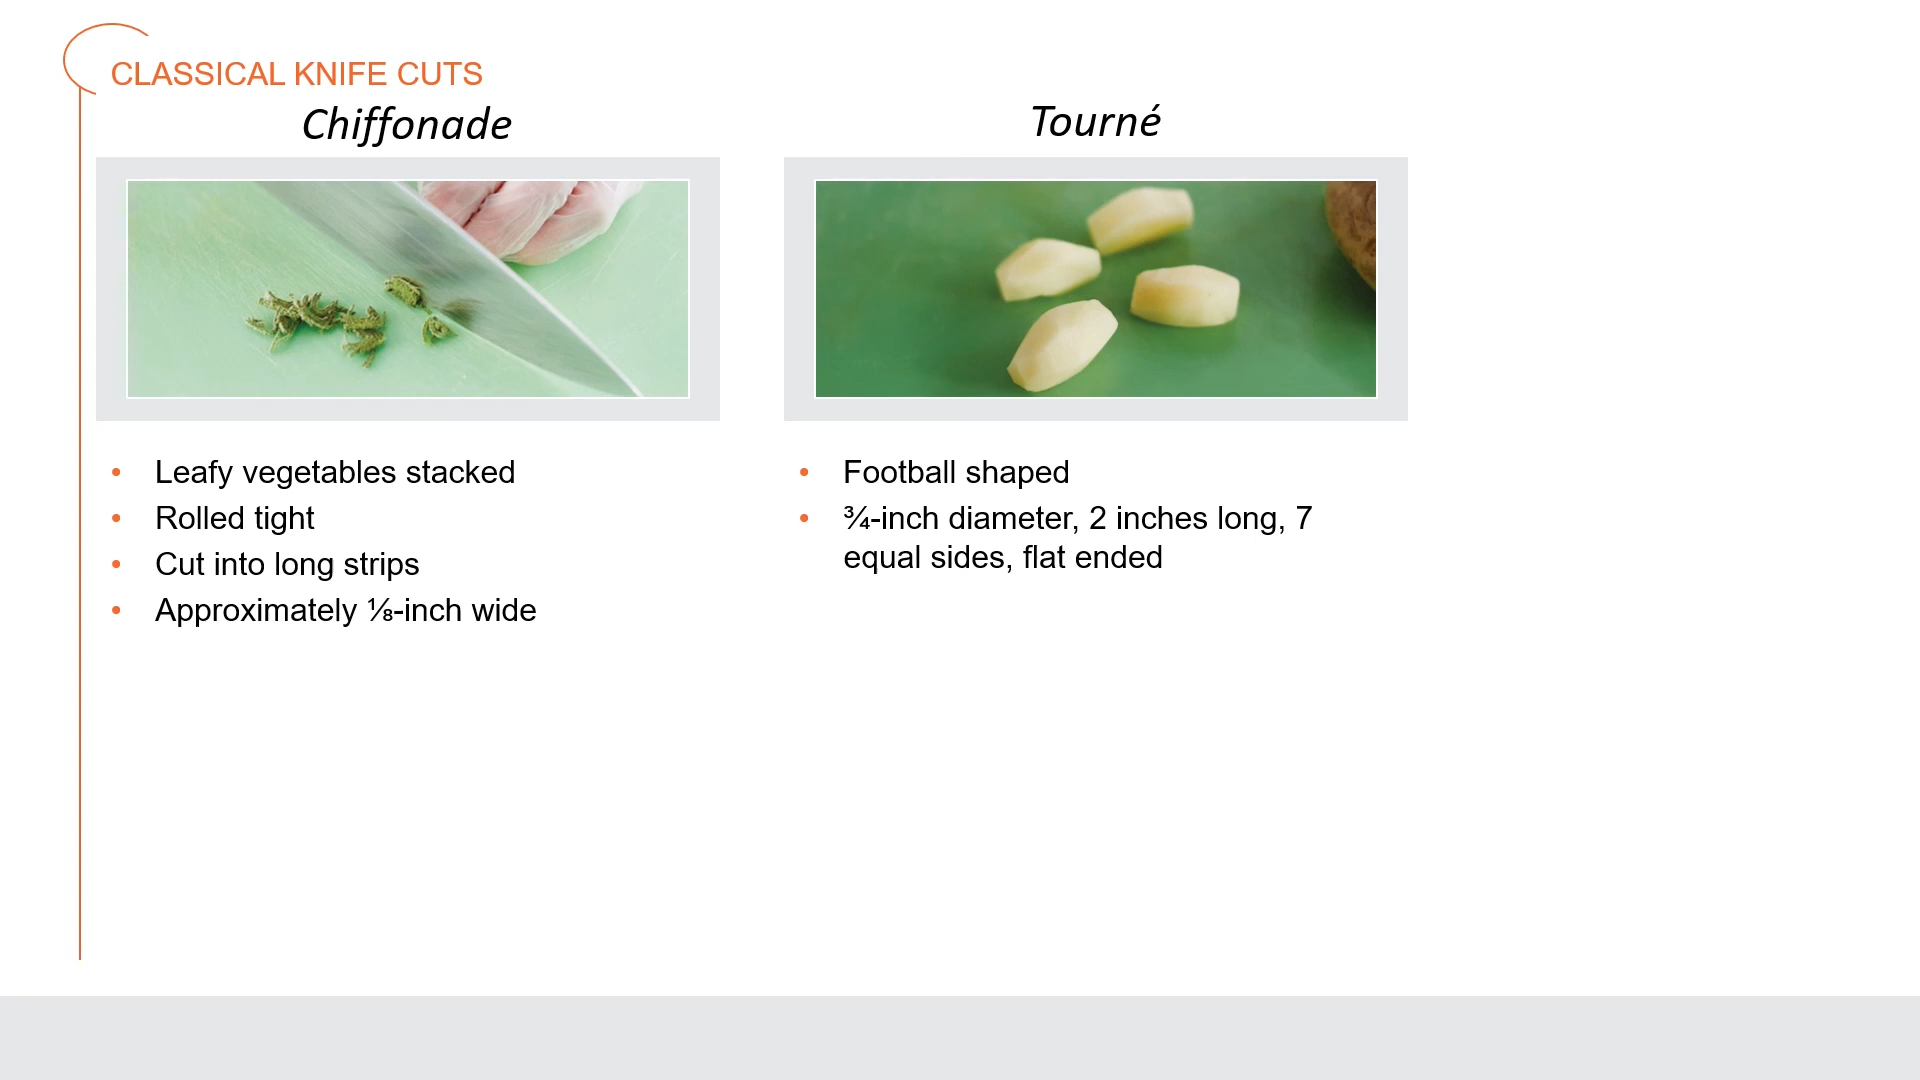 CLASSICAL KNIFE CUTS
Chiffonade
Leafy vegetables stacked
Rolled tight
Cut into long strips
Approximately ⅛-inch wide
Tourné
Football shaped
¾-inch diameter, 2 inches long, 7
equal sides, flat ended